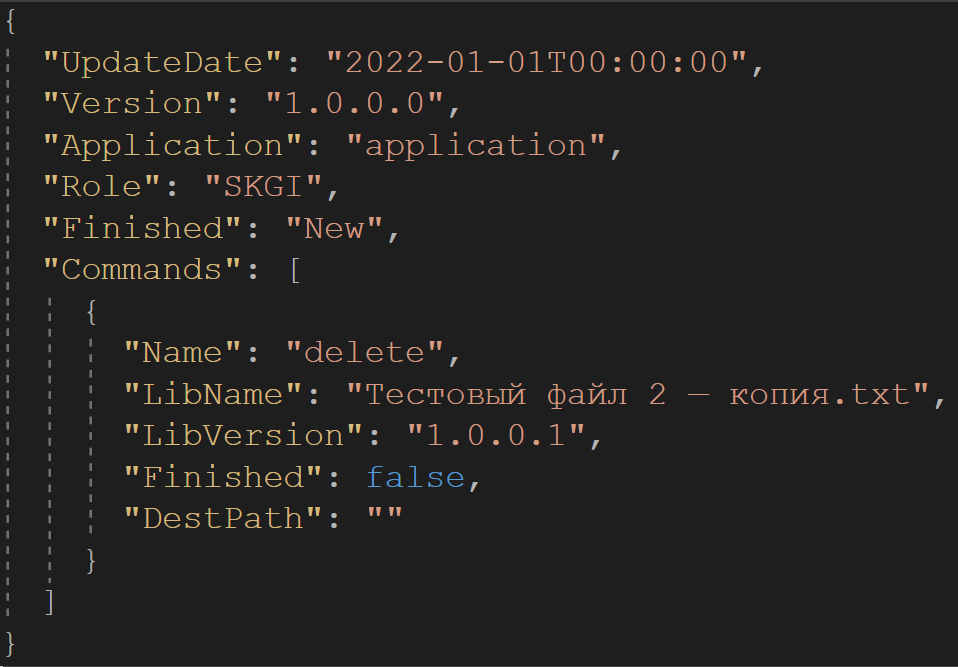 {
"UpdateDate": "2022-01-01T00:00:00",
"Version": "1.0.0.0",
"Application": "application",
"Role": "SKGI",
"Finished": "New",
"Commands": [
{
"Name": "delete",
"LibName": "Тестовый файл 2 — копия.txt",
"LibVersion": "1.0.0.1",
"Finished": false,
"DestPath": ""
}
]
}